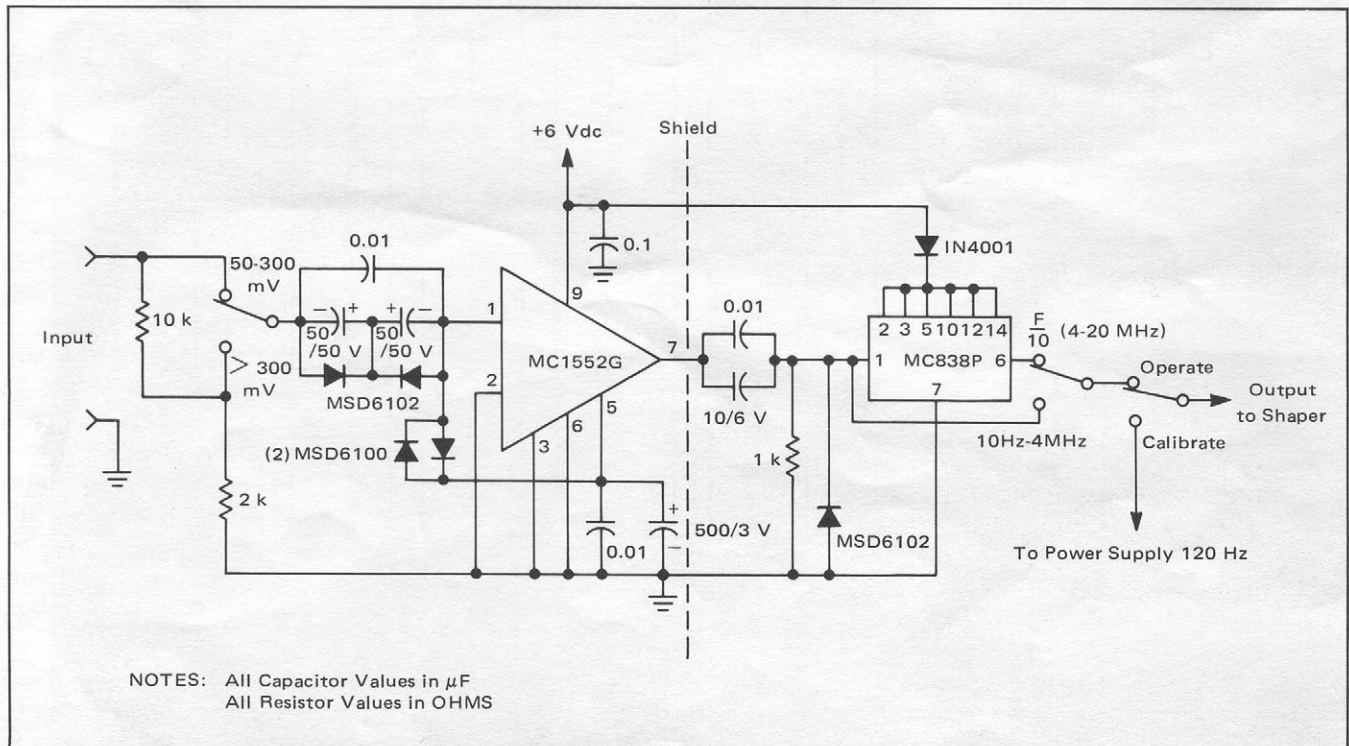 +6 Vdc
Shield
0.01
50-300
mV
10 k
Input
> 300
mV
− +
+ −
50
/50 V
50
/50 V
MSD6102
(2) MSD6100
2 k
1
2
3
5
6
7
9
MC1552G
0.1
0.01
500/3 V
+
−
0.01
10/6 V
1 k
MSD6102
IN4001
2 3 5 10 12 14
1 MC838P 6
7
F
10
(4-20 MHz)
10Hz-4MHz
Operate
Output
to Shaper
Calibrate
To Power Supply 120 Hz
NOTES: All Capacitor Values in μF
All Resistor Values in OHMS